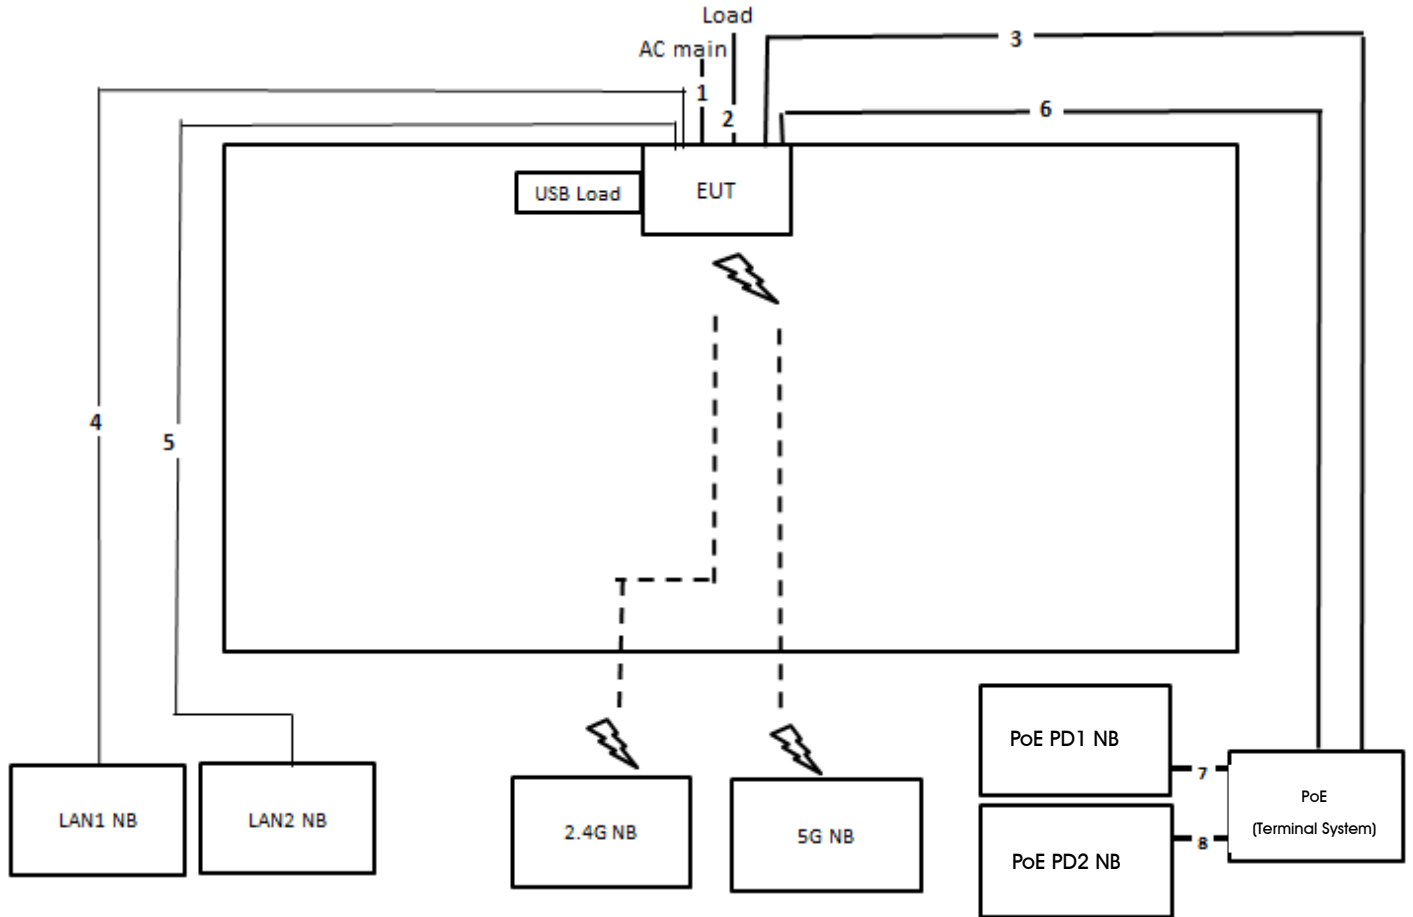 Load
AC main
3
1
2
6
USB Load
EUT
4
5
PoE PD1 NB
7
PoE
(Terminal System)
LAN1 NB
LAN2 NB
2.4G NB
5G NB
8
PoE PD2 NB